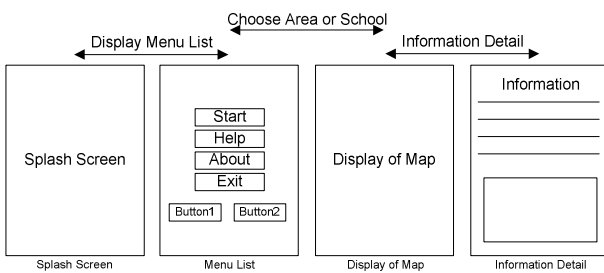 Choose Area or School
Display Menu List
Information Detail
Splash Screen
Start
Help
About
Exit
Button1 Button2
Display of Map
Information
Splash Screen
Menu List
Display of Map
Information Detail